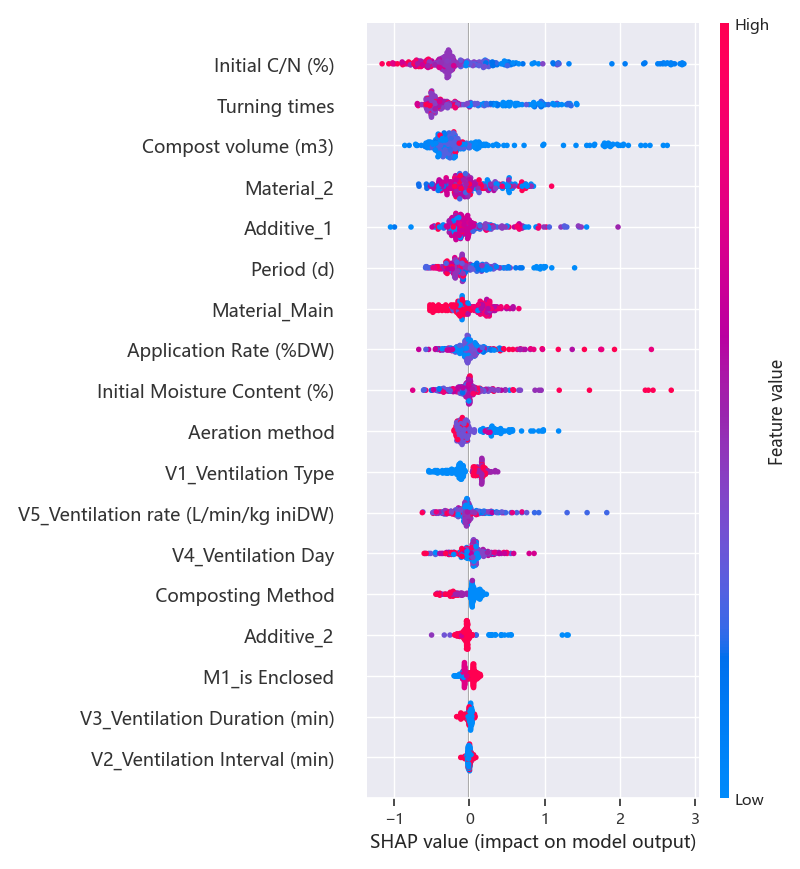 High
Initial C/N (%)
Turning times
Compost volume (m3)
Material_2
Additive_1
Period (d)
Material_Main
Application Rate (%DW)
Initial Moisture Content (%)
Aeration method
V1_Ventilation Type
V5_Ventilation rate (L/min/kg iniDW)
V4_Ventilation Day
Composting Method
Additive_2
M1_is Enclosed
V3_Ventilation Duration (min)
V2_Ventilation Interval (min)
Feature value
Low
−1 0 1 2 3
SHAP value (impact on model output)